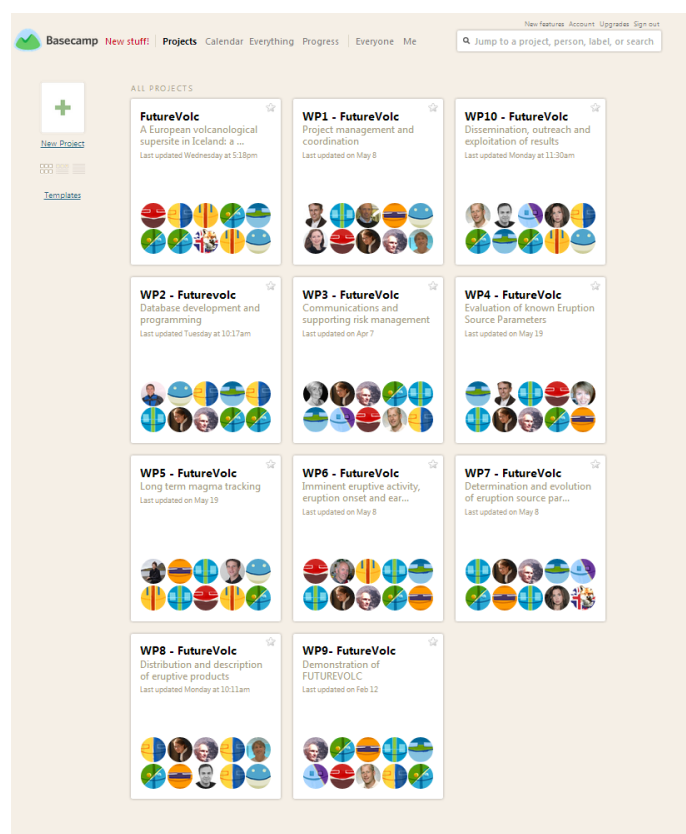 New features Account Upgrades Sign out
Basecamp New stuff! Projects Calendar Everything Progress Everyone Me
Jump to a project, person, label, or search
ALL PROJECTS
New Project
Templates
FutureVolc
A European volcanological
supersite in Iceland: a ...
Last updated Wednesday at 5:18pm
WP1 - FutureVolc
Project management and
coordination
Last updated on May 8
WP10 - FutureVolc
Dissemination, outreach and
exploitation of results
Last updated Monday at 11:30am
WP2 - Futurevolc
Database development and
programming
Last updated Tuesday at 10:17am
WP3 - Futurevolc
Communications and
supporting risk management
Last updated on Apr 7
WP4 - FutureVolc
Evaluation of known Eruption
Source Parameters
Last updated on May 19
WP5 - FutureVolc
Long term magma tracking
Last updated on May 19
WP6 - FutureVolc
Imminent eruptive activity,
eruption onset and ear...
Last updated on May 8
WP7 - FutureVolc
Determination and evolution
of eruption source par...
Last updated on May 8
WP8 - FutureVolc
Distribution and description
of eruptive products
Last updated Monday at 10:11am
WP9- FutureVolc
Demonstration of
FUTUREVOLC
Last updated on Feb 12